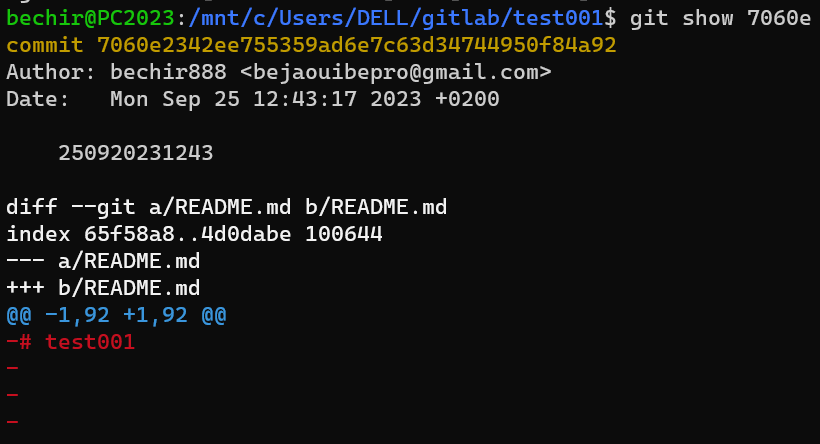 bechir@PC2023:/mnt/c/Users/DELL/gitlab/test001$ git show 7060e
commit 7060e2342ee755359ad6e7c63d34744950f84a92
Author: bechir888 <bejaouibepro@gmail.com>
Date:   Mon Sep 25 12:43:17 2023 +0200
    250920231243
diff --git a/README.md b/README.md
index 65f58a8..4d0dabe 100644
--- a/README.md
+++ b/README.md
@@ -1,92 +1,92 @@
-# test001
-
-
-